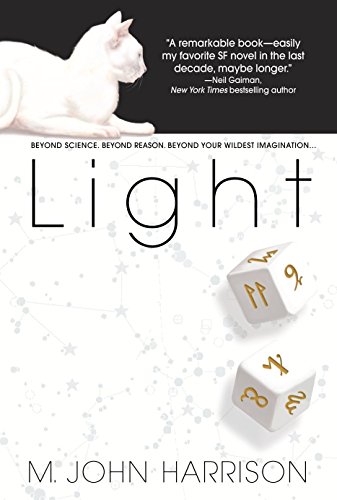 "A remarkable book—easily
my favorite SF novel in the last
decade, maybe longer."
—Neil Gaiman,
New York Times bestselling author
BEYOND SCIENCE. BEYOND REASON. BEYOND YOUR WILDEST IMAGINATION...
Light
M. JOHN HARRISON